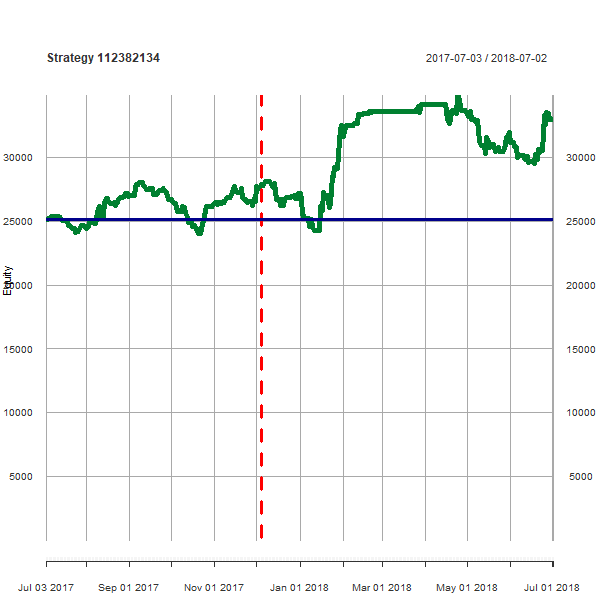 Strategy 112382134
2017-07-03 / 2018-07-02
30000
30000
25000
25000
Equity
20000
20000
15000
15000
10000
10000
5000
5000
Jul 03 2017
Sep 01 2017
Nov 01 2017
Jan 01 2018
Mar 01 2018
May 01 2018
Jul 01 2018